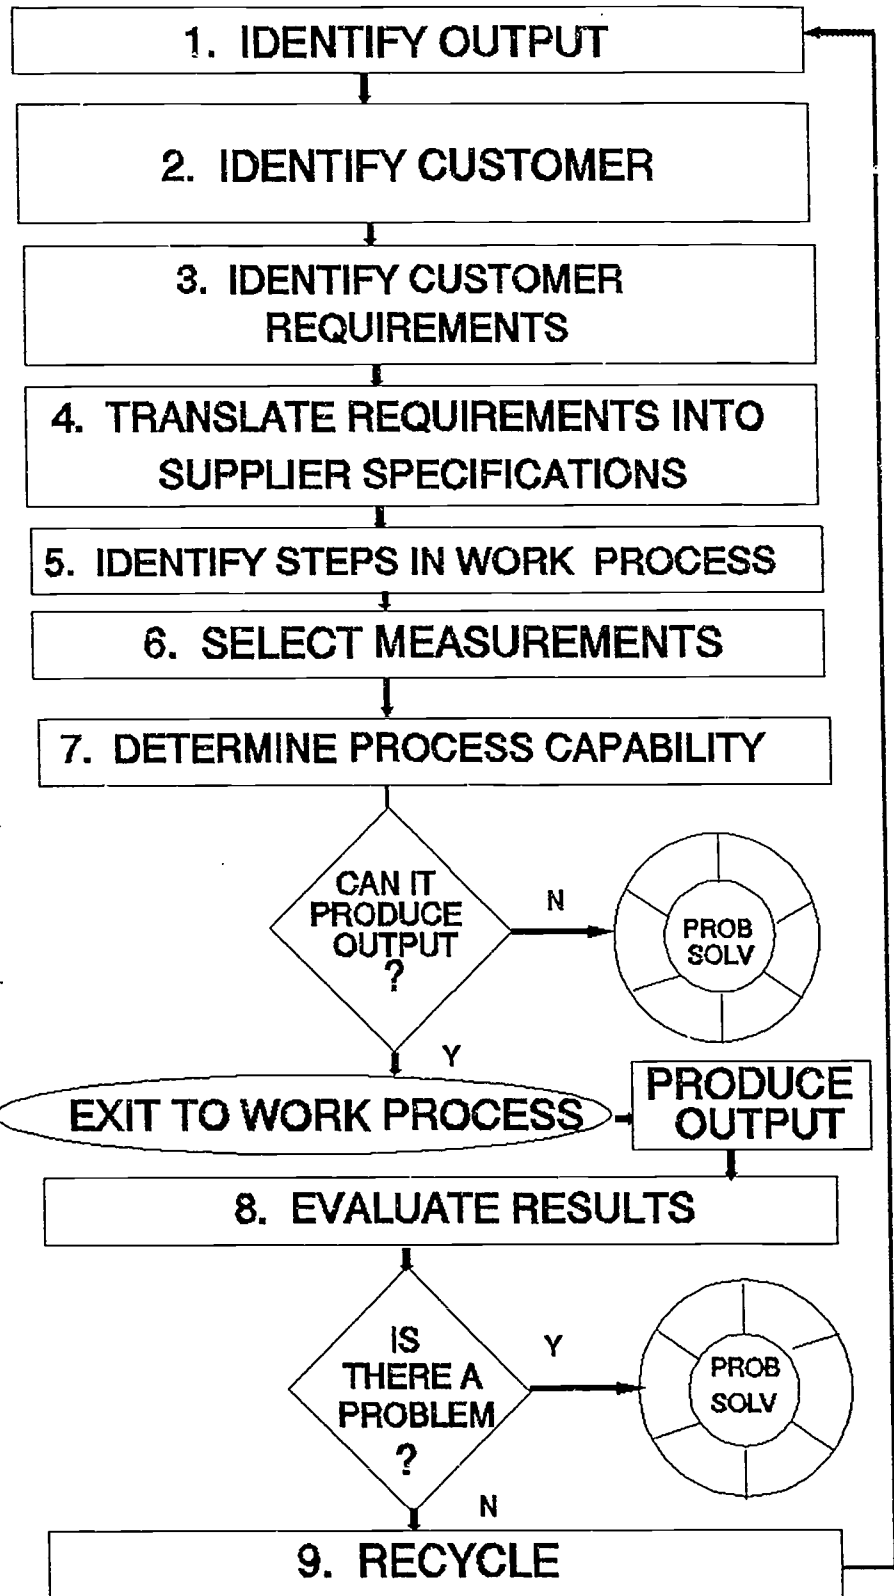 1. IDENTIFY OUTPUT
2. IDENTIFY CUSTOMER
3. IDENTIFY CUSTOMER
REQUIREMENTS
4. TRANSLATE REQUIREMENTS INTO
SUPPLIER SPECIFICATIONS
5. IDENTIFY STEPS IN WORK PROCESS
6. SELECT MEASUREMENTS
7. DETERMINE PROCESS CAPABILITY
CAN IT
PRODUCE
OUTPUT
?
N
PROB
SOLV
Y
EXIT TO WORK PROCESS
PRODUCE
OUTPUT
8. EVALUATE RESULTS
IS
THERE A
PROBLEM
?
Y
PROB
SOLV
N
9. RECYCLE